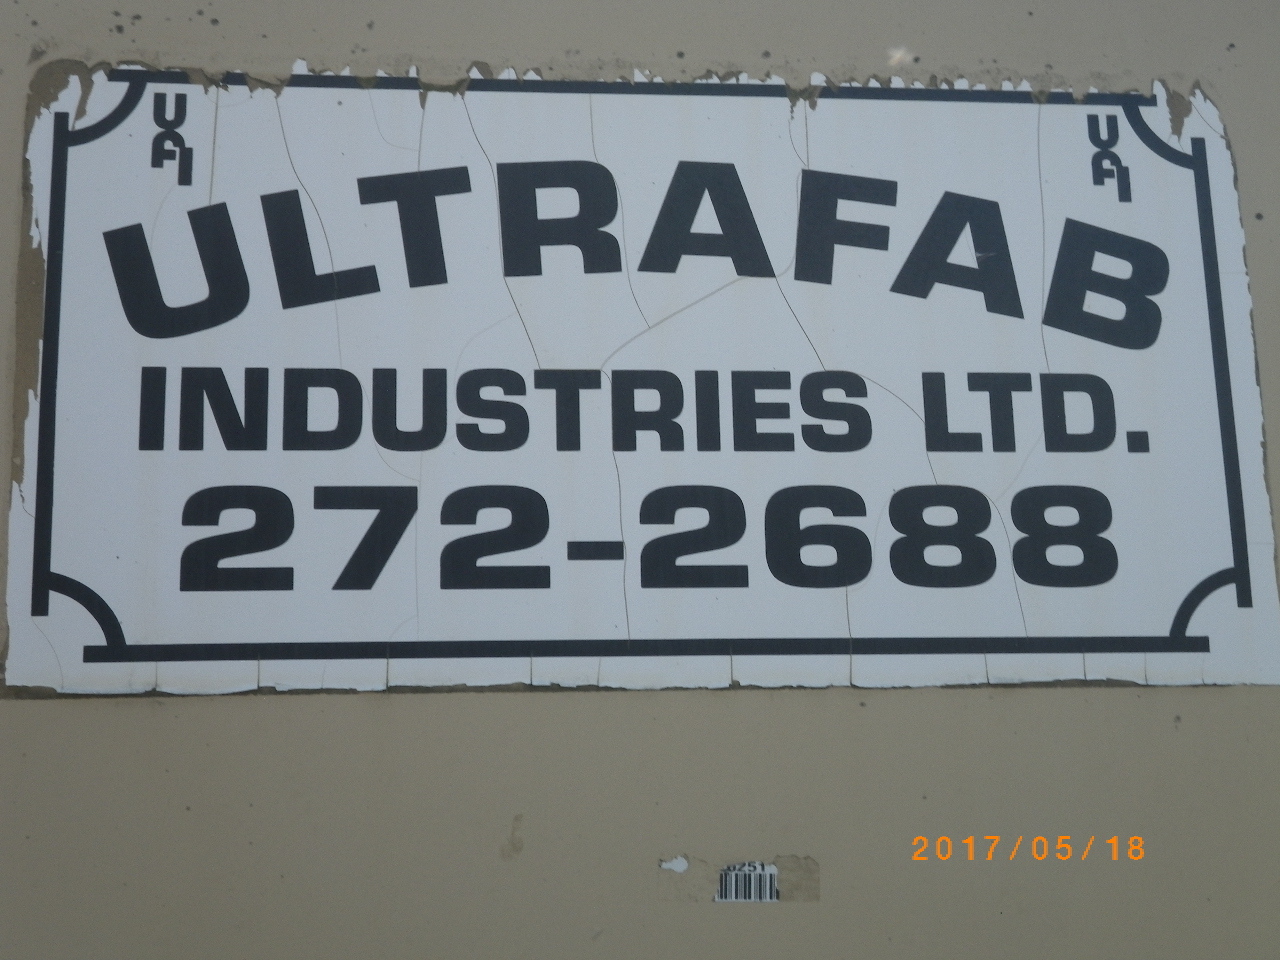 ULTRAFAB
INDUSTRIES LTD.
272-2688
2017/05/18